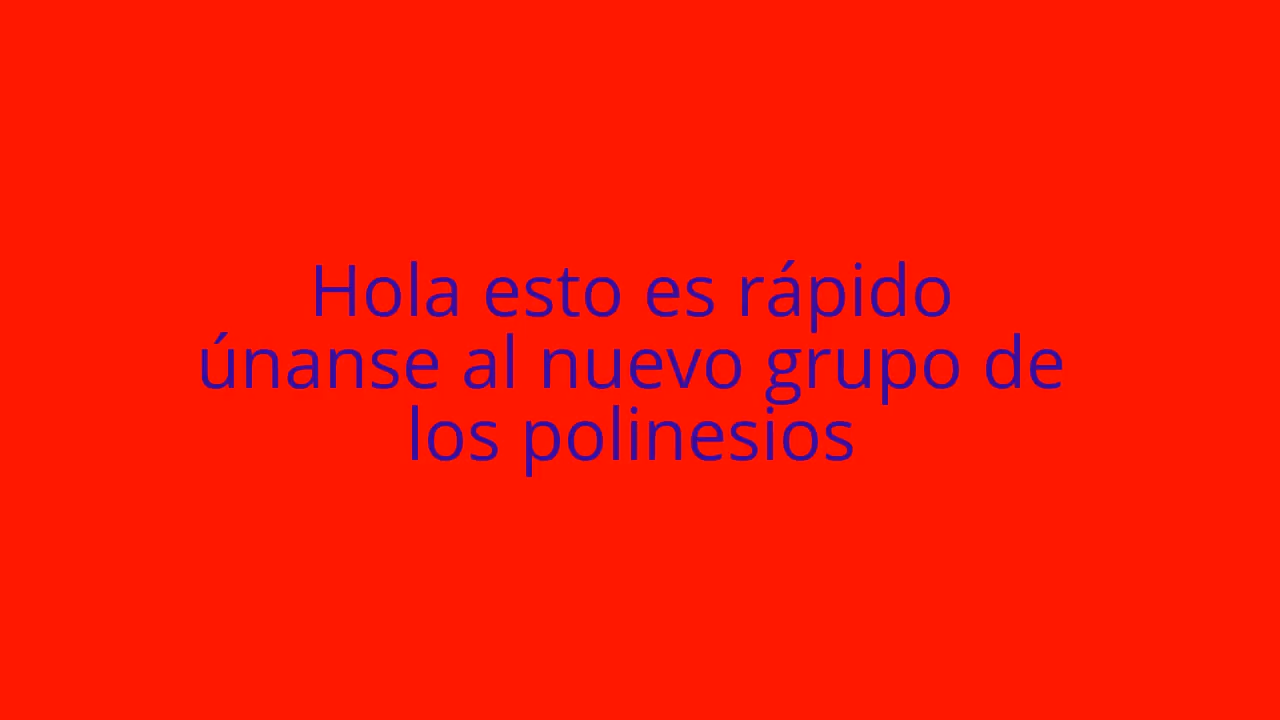 Hola esto es rápido
únanse al nuevo grupo de
los polinesios